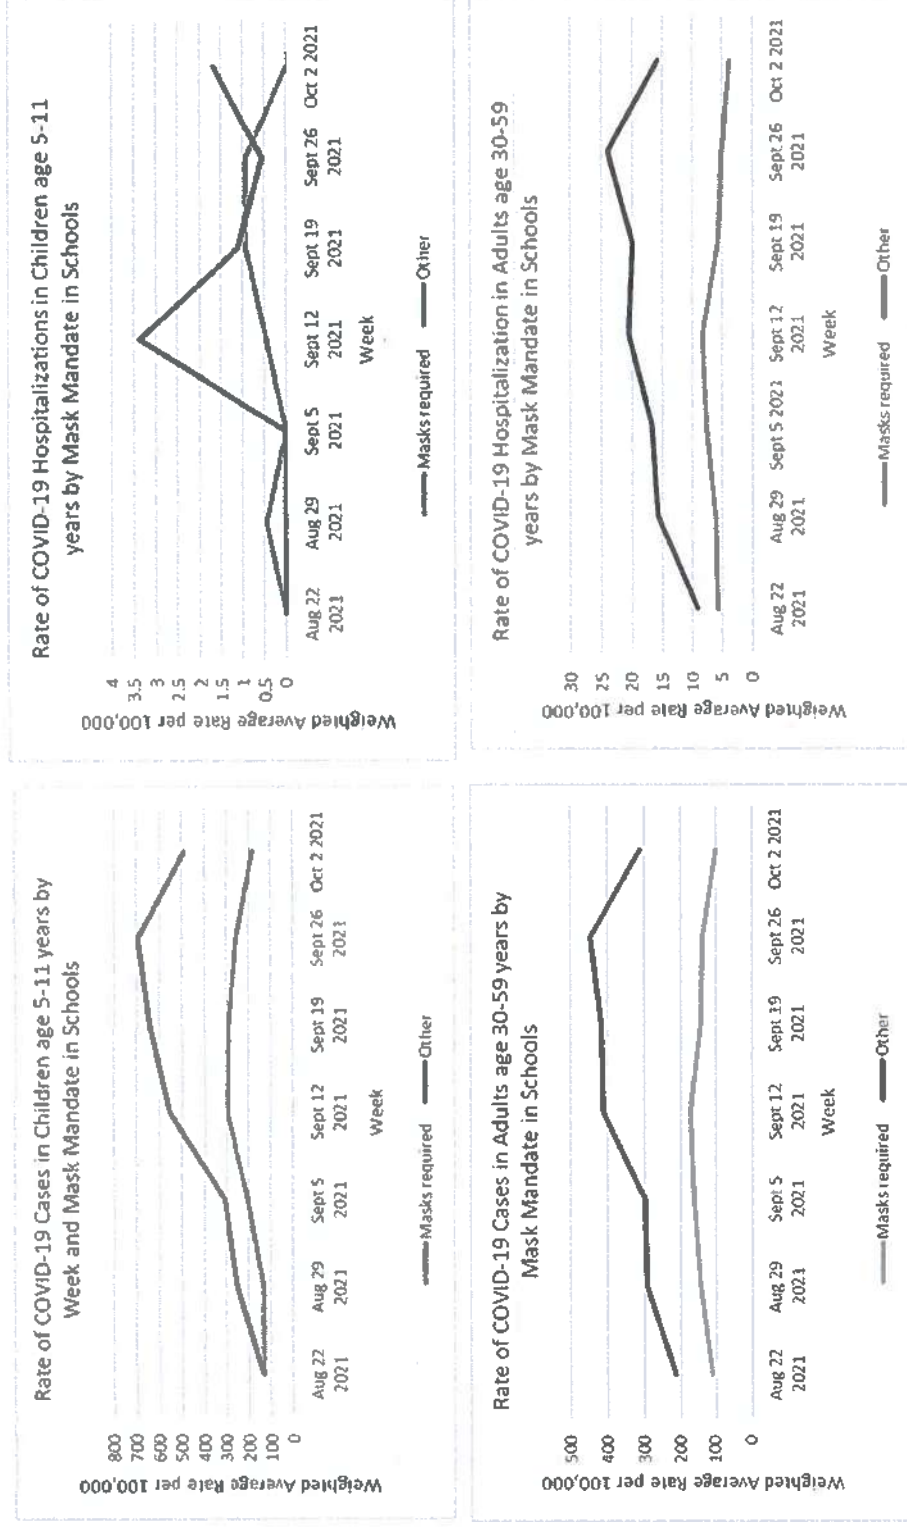 Rate of COVID-19 Cases in Children age 5-11 years by
Week and Mask Mandate in Schools
Weighted Average Rate per 100,000
800
700
600
500
400
300
200
100
0
Aug 22 2021
Aug 29 2021
Sept 5 2021
Sept 12 2021
Sept 19 2021
Sept 26 2021
Oct 2 2021
Week
Masks required
Other
Rate of COVID-19 Hospitalizations in Children age 5-11
years by Mask Mandate in Schools
Weighted Average Rate per 100,000
4
3.5
3
2.5
2
1.5
1
0.5
0
Aug 22 2021
Aug 29 2021
Sept 5 2021
Sept 12 2021
Sept 19 2021
Sept 26 2021
Oct 2 2021
Week
Masks required
Other
Rate of COVID-19 Cases in Adults age 30-59 years by
Mask Mandate in Schools
Weighted Average Rate per 100,000
500
400
300
200
100
0
Aug 22 2021
Aug 29 2021
Sept 5 2021
Sept 12 2021
Sept 19 2021
Sept 26 2021
Oct 2 2021
Week
Masks required
Other
Rate of COVID-19 Hospitalization in Adults age 30-59
years by Mask Mandate in Schools
Weighted Average Rate per 100,000
30
25
20
15
10
5
0
Aug 22 2021
Aug 29 2021
Sept 5 2021
Sept 12 2021
Sept 19 2021
Sept 26 2021
Oct 2 2021
Week
Masks required
Other